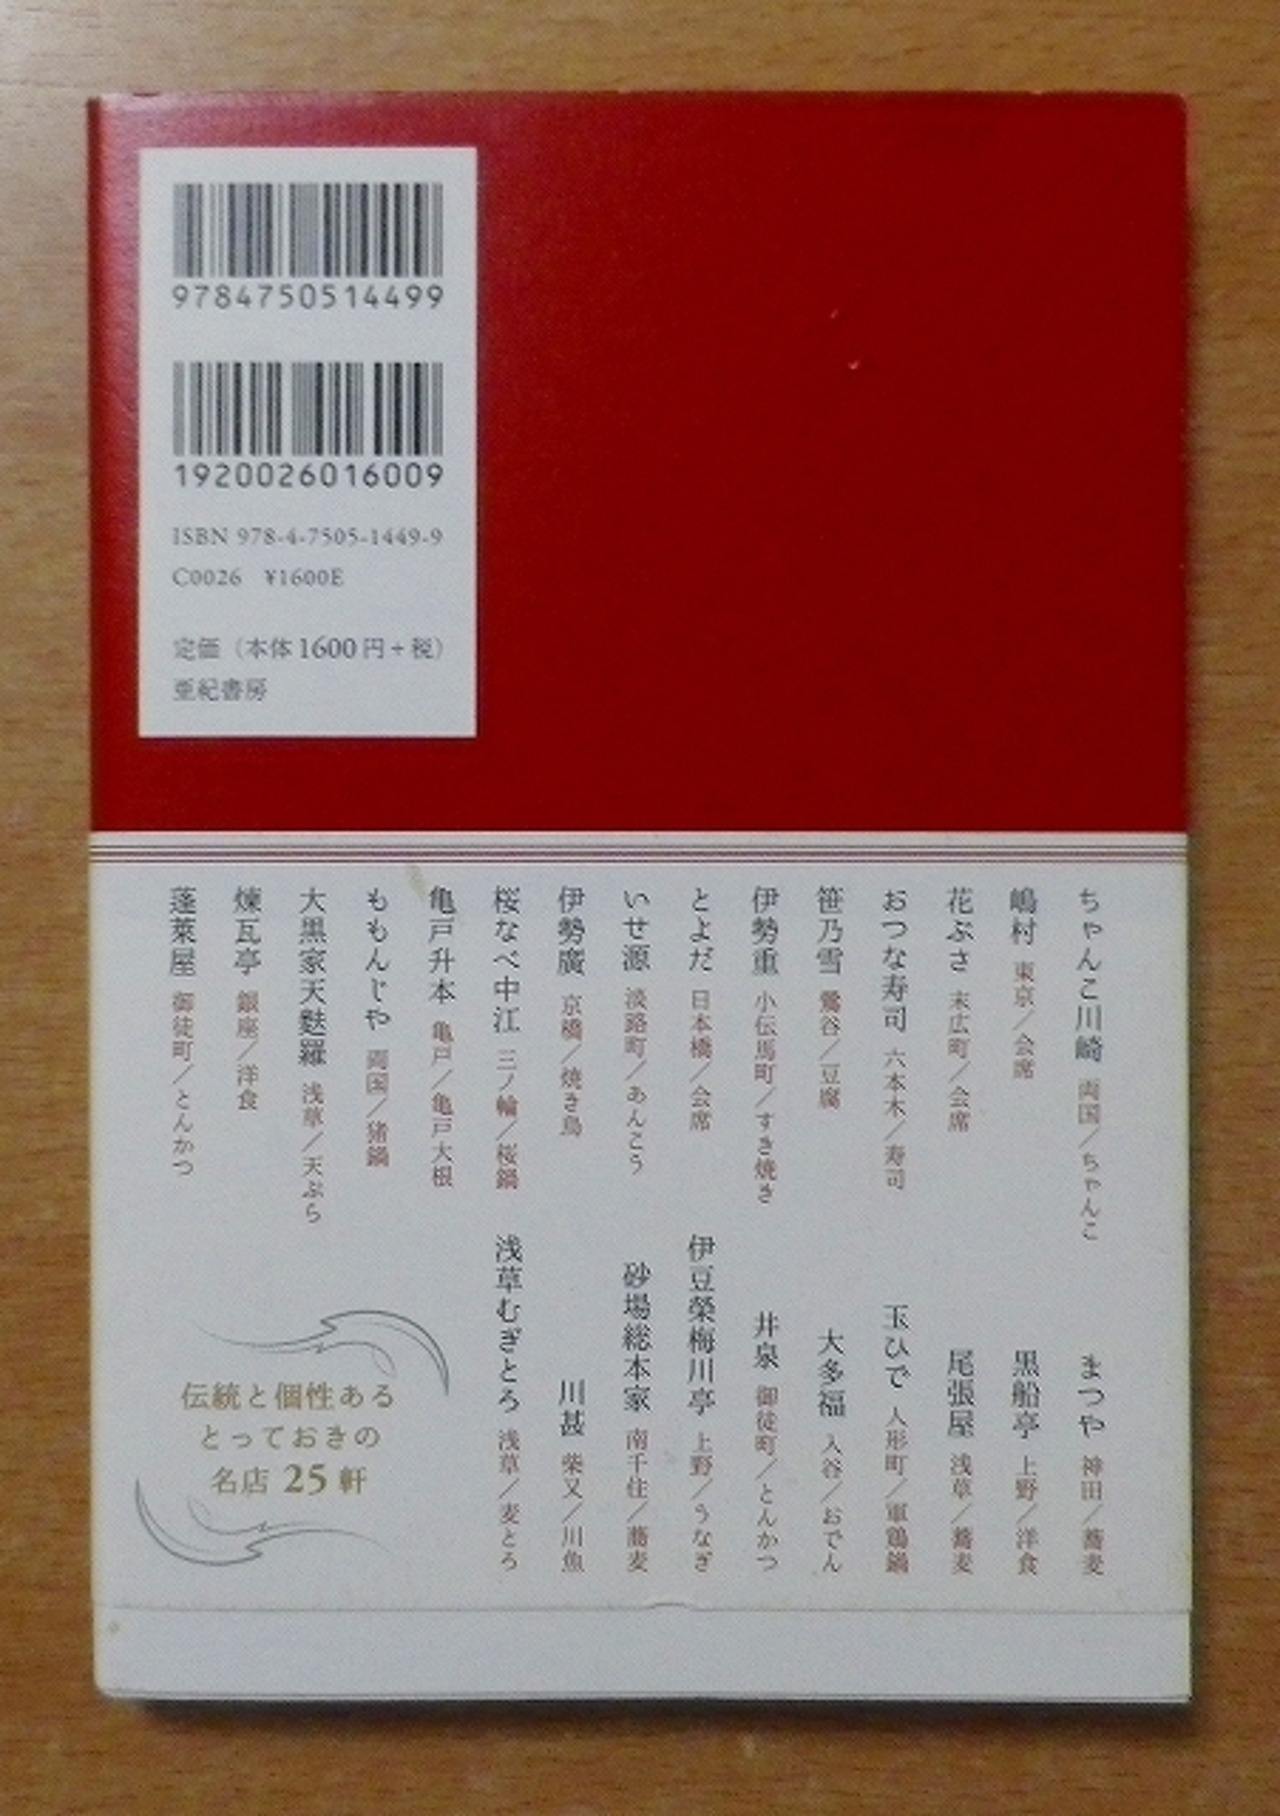 9784750514499
1920026016009
ISBN 978-4-7505-1449-9
C0026 ¥1600E
定価（本体1600円+税）
亜紀書房
ちゃんこ川崎 両国／ちゃんこ
嶋村 東京／会席
花ぶさ 末広町／会席
おつな寿司 六本木／寿司
笹乃雪 鶯谷／豆腐
伊勢重 小伝馬町／すき焼き
とよだ 日本橋／会席
いせ源 淡路町／あんこう
伊勢廣 京橋／焼き鳥
桜なべ中江 三ノ輪／桜鍋
亀戸升本 亀戸／亀戸大根
ももんじや 両国／猪鍋
大黒家天麩羅 浅草／天ぷら
煉瓦亭 銀座／洋食
蓬莱屋 御徒町／とんかつ
まつや 神田／蕎麦
黒船亭 上野／洋食
尾張屋 浅草／蕎麦
玉ひで 人形町／軍鶏鍋
大多福 入谷／おでん
井泉 御徒町／とんかつ
伊豆榮梅川亭 上野／うなぎ
砂場総本家 南千住／蕎麦
川甚 柴又／川魚
浅草むぎとろ 浅草／麦とろ
伝統と個性ある
とっておきの
名店 25 軒